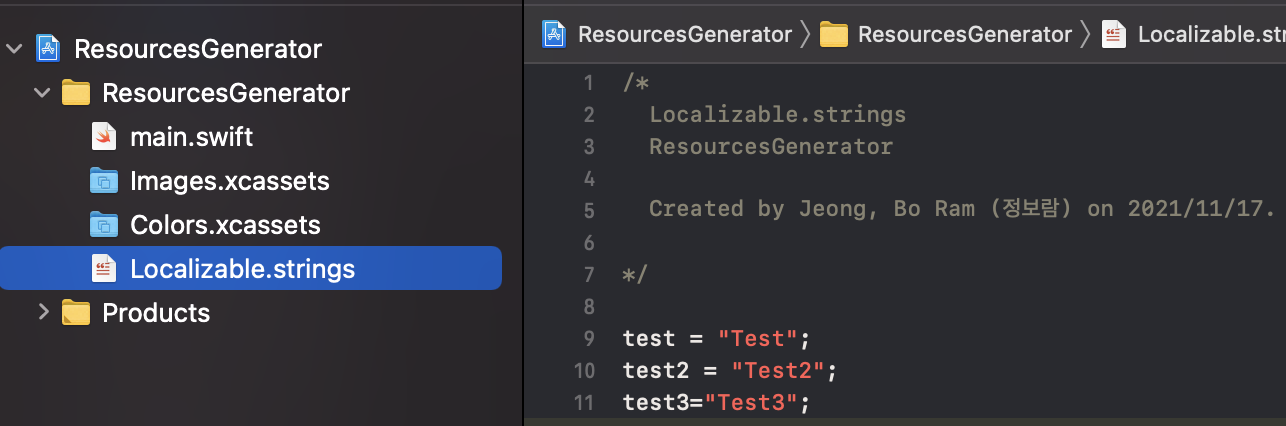 ResourcesGenerator
ResourcesGenerator
main.swift
Images.xcassets
Colors.xcassets
Localizable.strings
Products
ResourcesGenerator ResourcesGenerator Localizable.str
1 /*
2 Localizable.strings
3 ResourcesGenerator
4
5 Created by Jeong, Bo Ram (정보람) on 2021/11/17.
6
7 */
8
9 test = "Test";
10 test2 = "Test2";
11 test3="Test3";